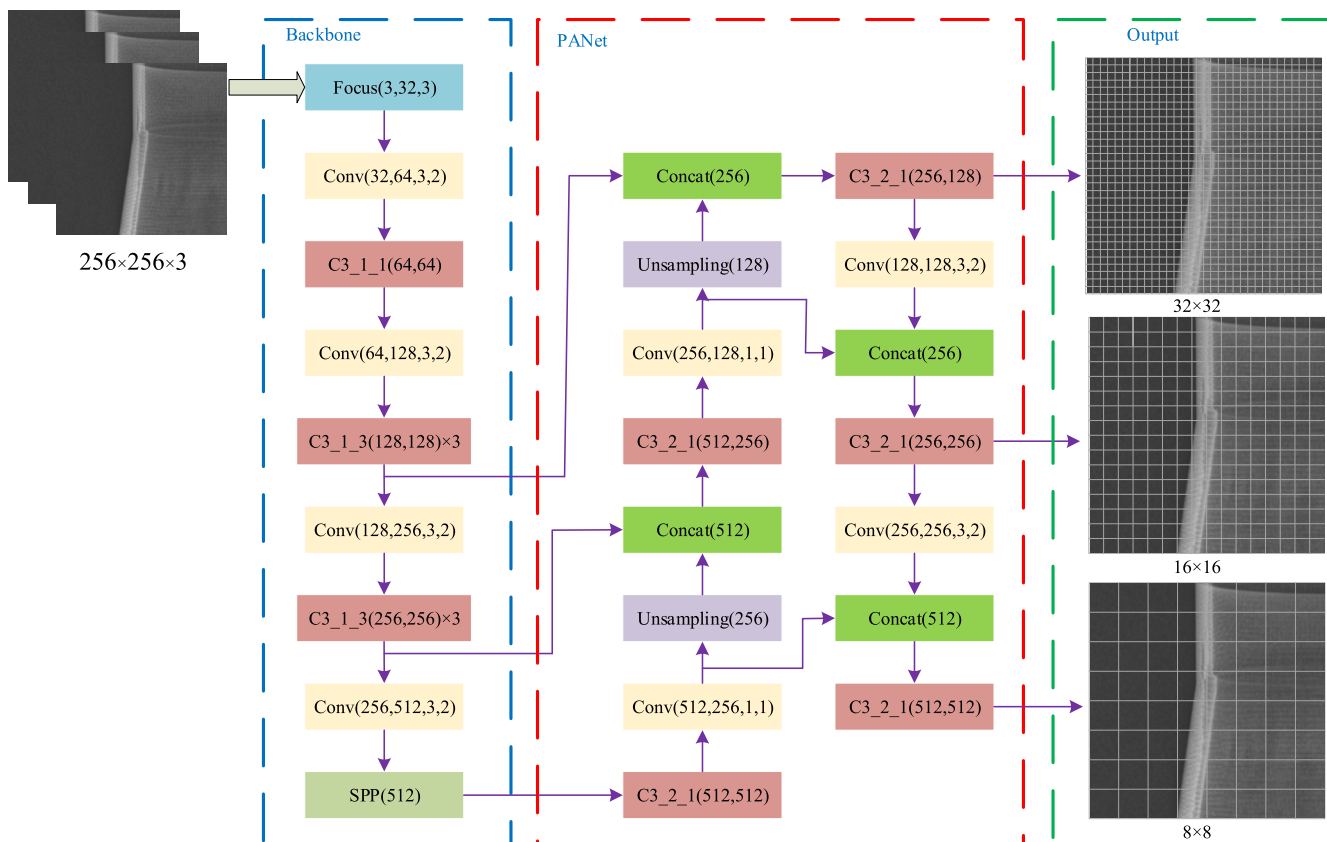 256×256×3
Backbone
Focus(3,32,3)
Conv(32,64,3,2)
C3_1_1(64,64)
Conv(64,128,3,2)
C3_1_3(128,128)×3
Conv(128,256,3,2)
C3_1_3(256,256)×3
Conv(256,512,3,2)
SPP(512)
PANet
Concat(256)
Unsampling(128)
Conv(256,128,1,1)
C3_2_1(512,256)
Concat(512)
Unsampling(256)
Conv(512,256,1,1)
C3_2_1(512,512)
C3_2_1(256,128)
Conv(128,128,3,2)
Concat(256)
C3_2_1(256,256)
Conv(256,256,3,2)
Concat(512)
C3_2_1(512,512)
Output
32×32
16×16
8×8